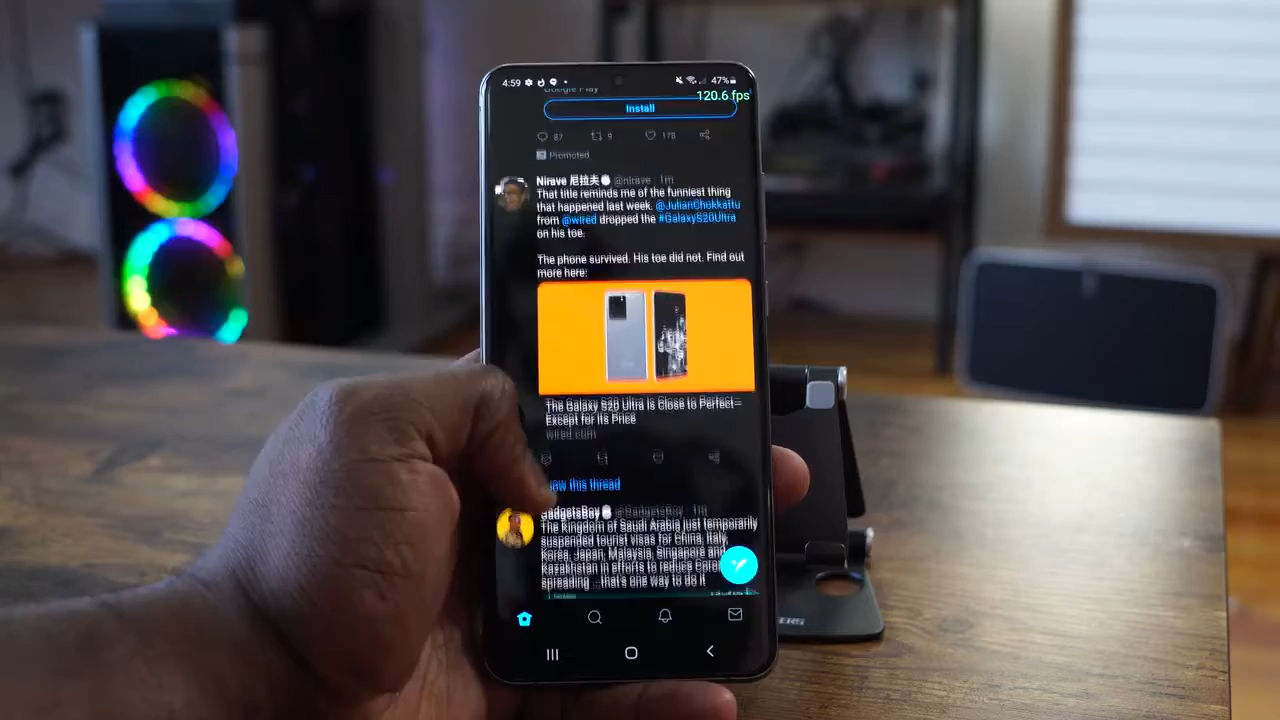 4:59
47%
120.6 fps
Google Play
Install
87 9 178
Promoted
Nirave 尼拉夫 @nirave · 1m
That title reminds me of the funniest thing
that happened last week. @JulianChokkattu
from @wired dropped the #GalaxyS20Ultra
on his toe.
The phone survived. His toe did not. Find out
more here:
The Galaxy S20 Ultra Is Close to Perfect—
Except for Its Price
wired.com
this thread
GadgetsBoy @GadgetsBoy · 1m
The Kingdom of Saudi Arabia just temporarily
suspended tourist visas for China, Italy
Korea, Japan, Malaysia, Singapore and
Kazakhstan in efforts to reduce
spreading ...that's one way to do it